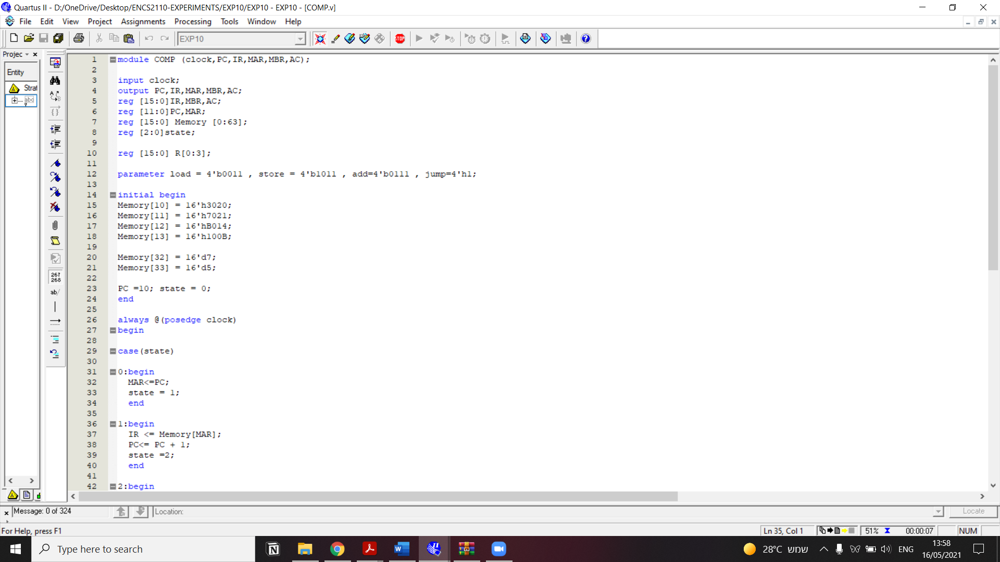 Quartus II - D:/OneDrive/Desktop/ENCS2110-EXPERIMENTS/EXP10/EXP10 - EXP10 - [COMP.v]
File Edit View Project Assignments Processing Tools Window Help
EXP10
Projec
Entity
Strat
abc
1 module COMP (clock,PC,IR,MAR,MBR,AC);
2
3 input clock;
4 output PC,IR,MAR,MBR,AC;
5 reg [15:0]IR,MBR,AC;
6 reg [11:0]PC,MAR;
7 reg [15:0] Memory [0:63];
8 reg [2:0]state;
9
10 reg [15:0] R[0:3];
11
12 parameter load = 4'b0011 , store = 4'b1011 , add=4'b0111 , jump=4'h1;
13
14 initial begin
15 Memory[10] = 16'h3020;
16 Memory[11] = 16'h7021;
17 Memory[12] = 16'hB014;
18 Memory[13] = 16'h100B;
19
20 Memory[32] = 16'd7;
21 Memory[33] = 16'd5;
22
23 PC =10; state = 0;
24 end
25
26 always @(posedge clock)
27 begin
28
29 case(state)
30
31 0:begin
32 MAR<=PC;
33 state = 1;
34 end
35
36 1:begin
37 IR <= Memory[MAR];
38 PC<= PC + 1;
39 state =2;
40 end
41
42 2:begin
267
268
ab/
Message: 0 of 324
Location:
Locate
For Help, press F1
Ln 35, Col 1
51%
00:00:07
NUM
Type here to search
28°C שמש
ENG
13:58
16/05/2021